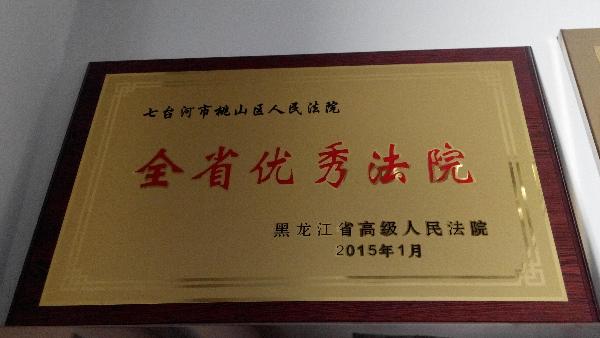 七台河市桃山区人民法院
全省优秀法院
黑龙江省高级人民法院
2015年1月